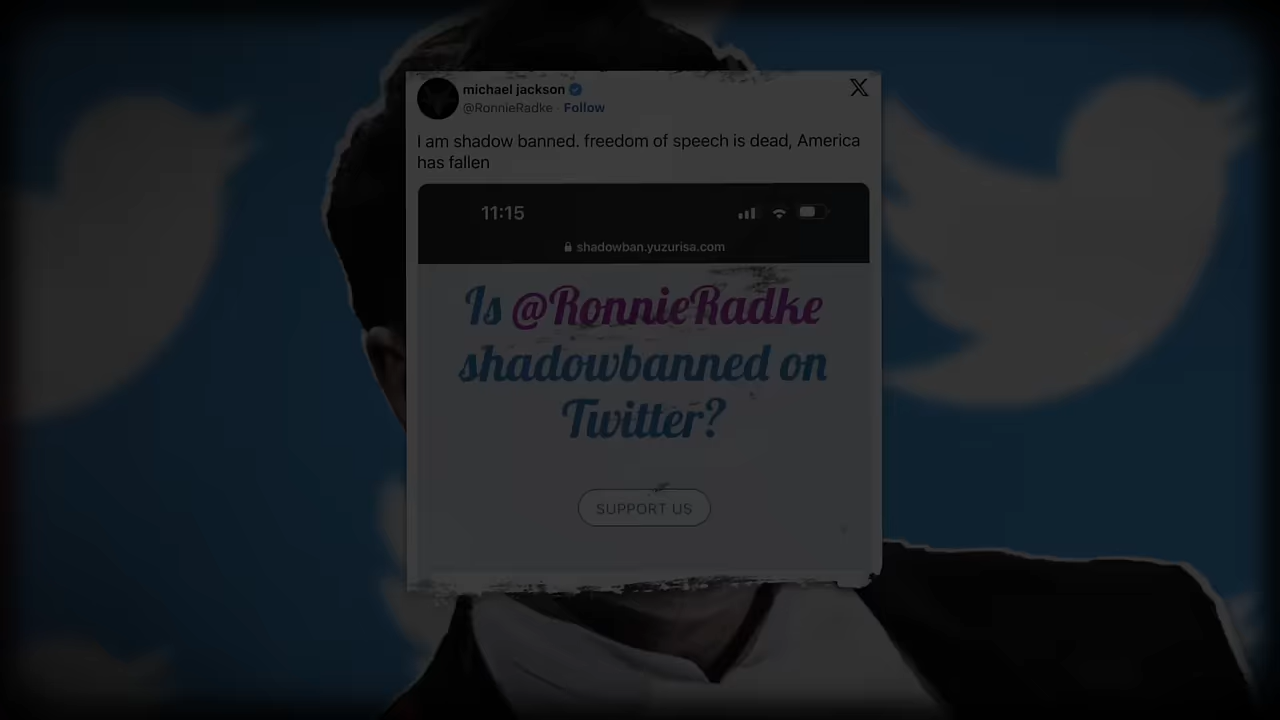 michael jackson
@RonnieRadke · Follow
I am shadow banned. freedom of speech is dead, America
has fallen
11:15
shadowban.yuzurisa.com
Is @RonnieRadke
shadowbanned on
Twitter?
SUPPORT US